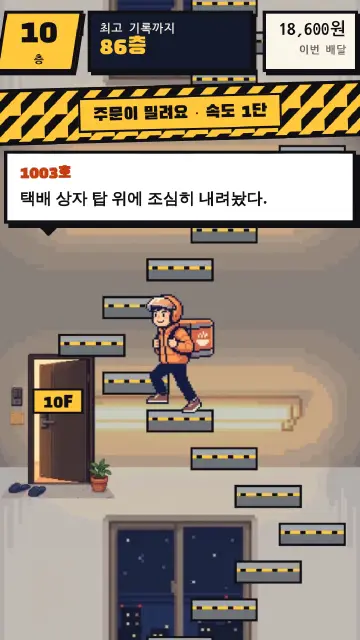 10
층
최고 기록까지
86층
18,600원
이번 배달
주문이 밀려요 · 속도 1단
1003호
택배 상자 탑 위에 조심히 내려놨다.
10F